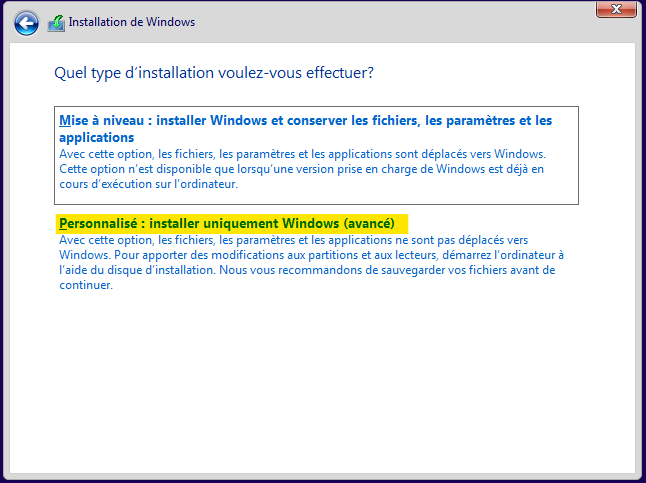 Installation de Windows
Quel type d'installation voulez-vous effectuer?
Mise à niveau : installer Windows et conserver les fichiers, les paramètres et les
applications
Avec cette option, les fichiers, les paramètres et les applications sont déplacés vers Windows.
Cette option n'est disponible que lorsqu'une version prise en charge de Windows est déjà en
cours d'exécution sur l'ordinateur.
Personnalisé : installer uniquement Windows (avancé)
Avec cette option, les fichiers, les paramètres et les applications ne sont pas déplacés vers
Windows. Pour apporter des modifications aux partitions et aux lecteurs, démarrez l'ordinateur à
l'aide du disque d'installation. Nous vous recommandons de sauvegarder vos fichiers avant de
continuer.